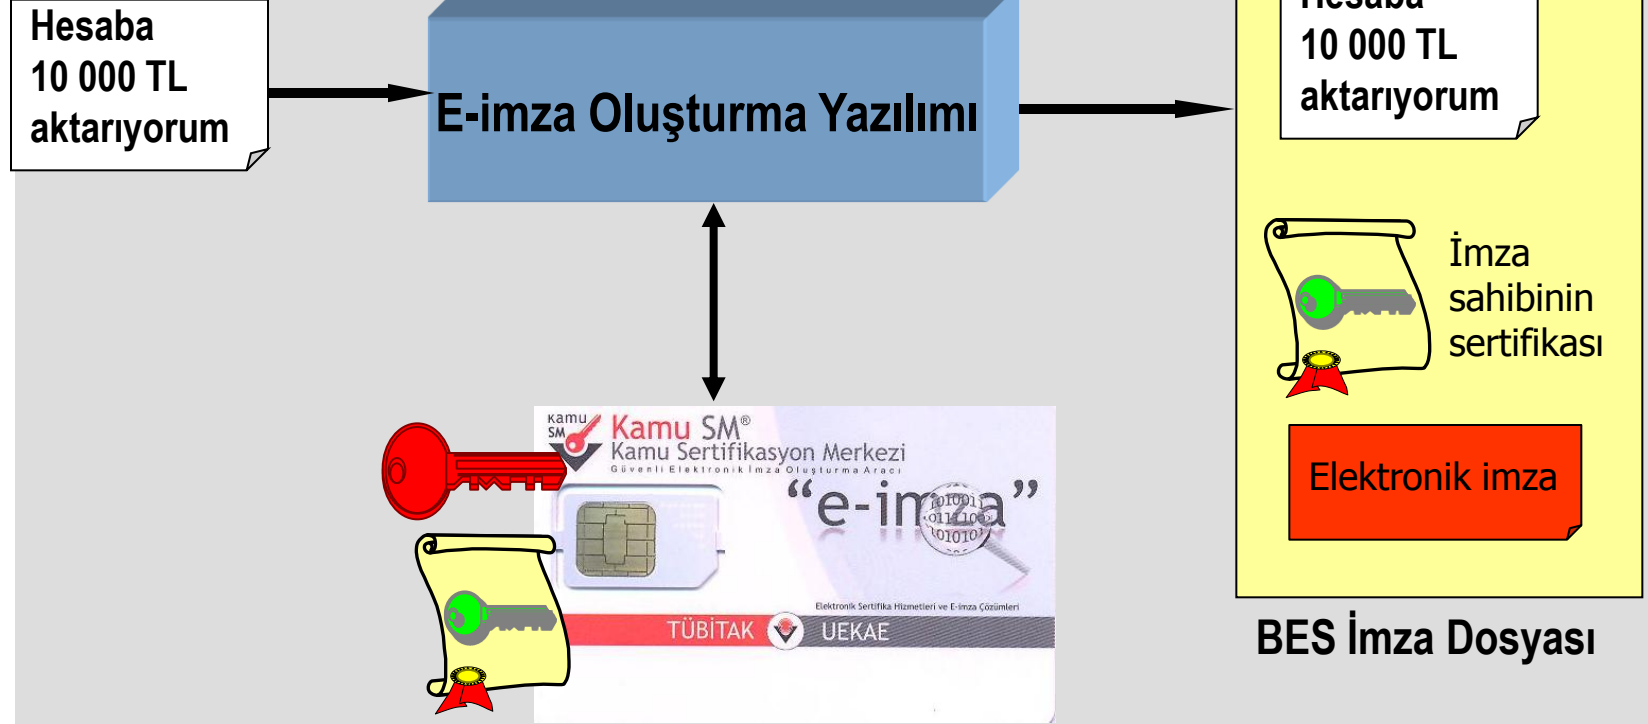 Hesaba
10 000 TL
aktarıyorum
E-imza Oluşturma Yazılımı
Hesaba
10 000 TL
aktarıyorum
İmza
sahibinin
sertifikası
Elektronik imza
BES İmza Dosyası
Kamu
SM
Kamu SM®
Kamu Sertifikasyon Merkezi
Güvenli Elektronik İmza Oluşturma Aracı
“e-imza”
Elektronik Sertifika Hizmetleri ve E-imza Çözümleri
TÜBİTAK UEKAE